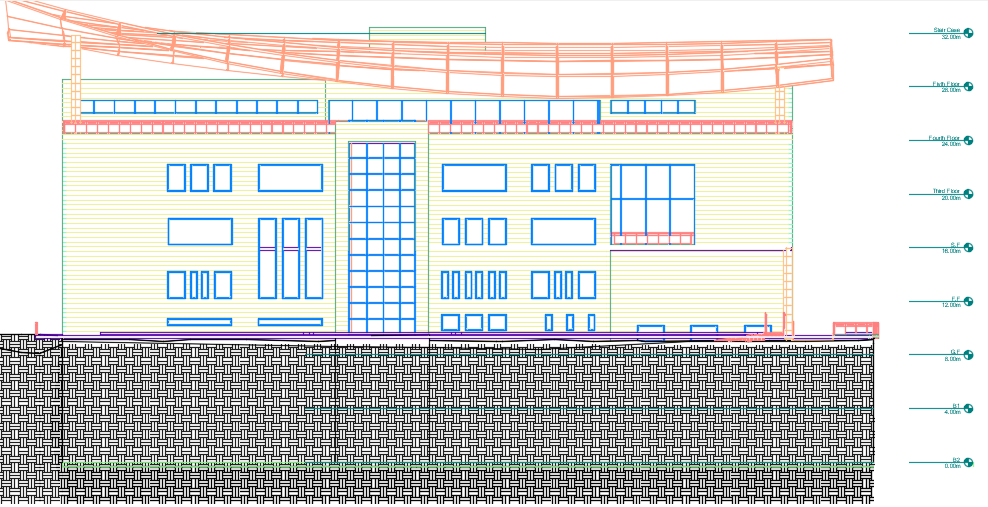 Stair Case
32.00m
Fivth Floor
28.00m
Fourth Floor
24.00m
Third Floor
20.00m
S.F
16.00m
F.F
12.00m
G.F
8.00m
B1
4.00m
B2
0.00m